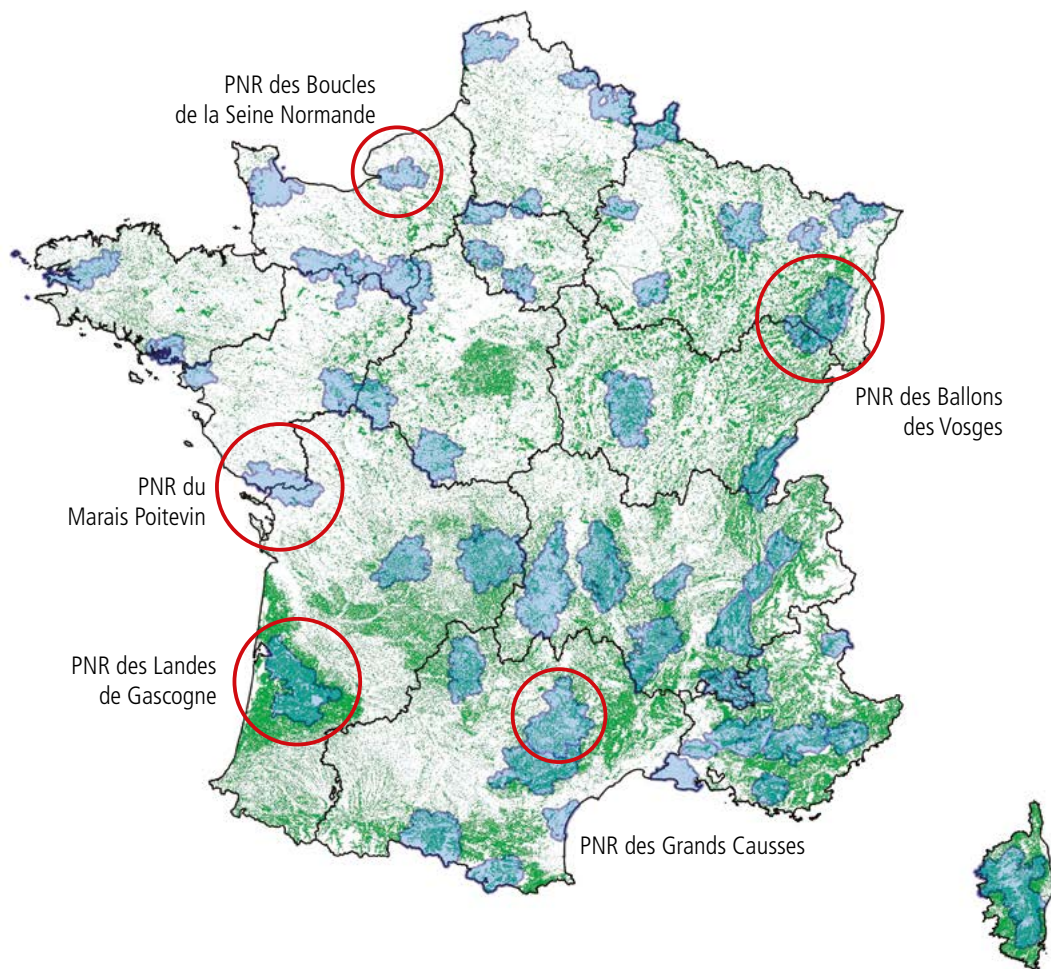 PNR des Boucles
de la Seine Normande
PNR des Ballons
des Vosges
PNR du
Marais Poitevin
PNR des Landes
de Gascogne
PNR des Grands Causses